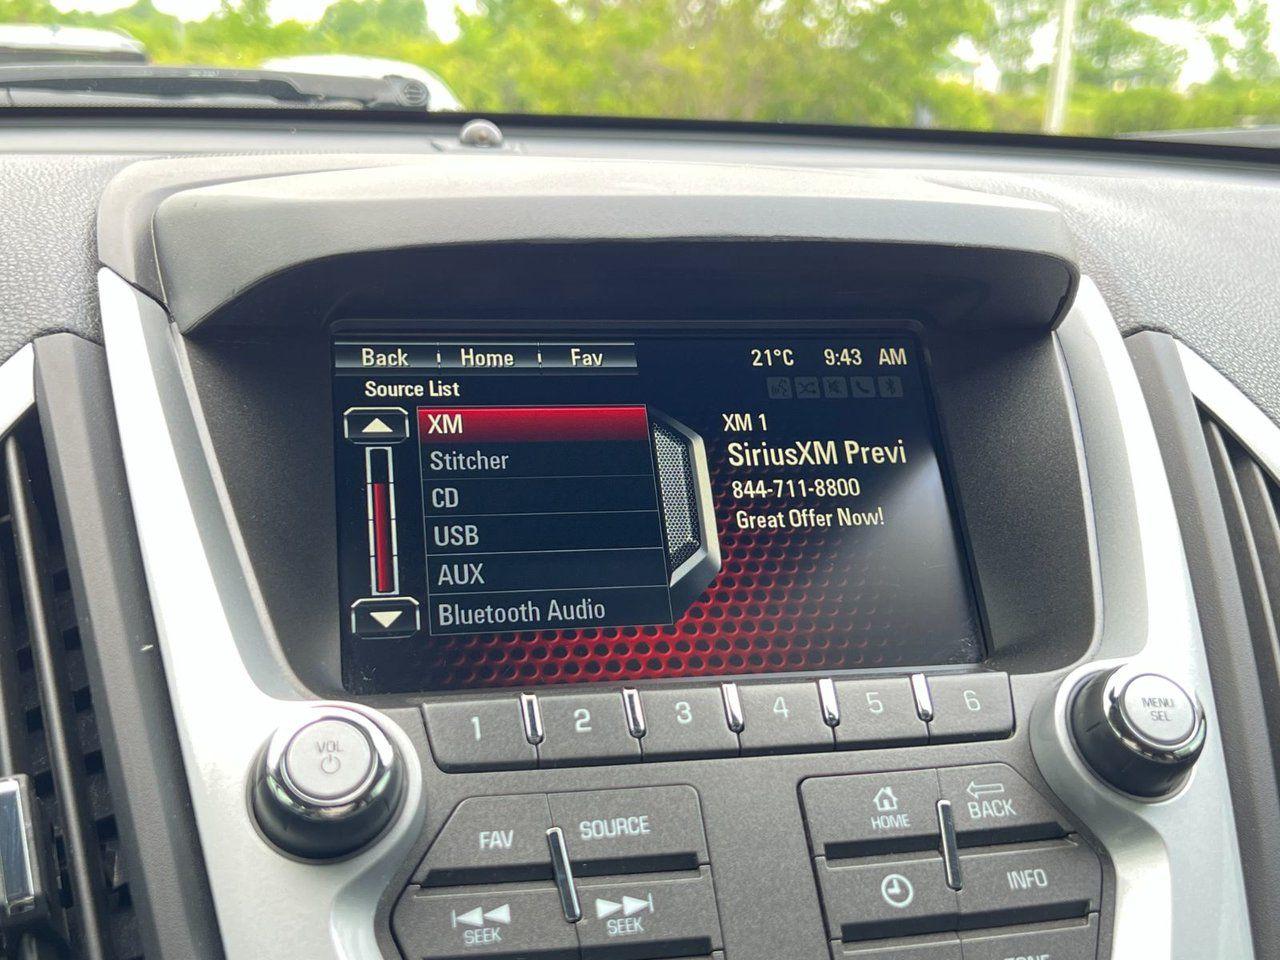 Back Home Fav 21°C 9:43 AM
Source List
XM
Stitcher
CD
USB
AUX
Bluetooth Audio
XM 1
SiriusXM Previ
844-711-8800
Great Offer Now!
1 2 3 4 5 6
VOL
MENU
SEL
FAV SOURCE
HOME BACK
SEEK SEEK
INFO
ZONE